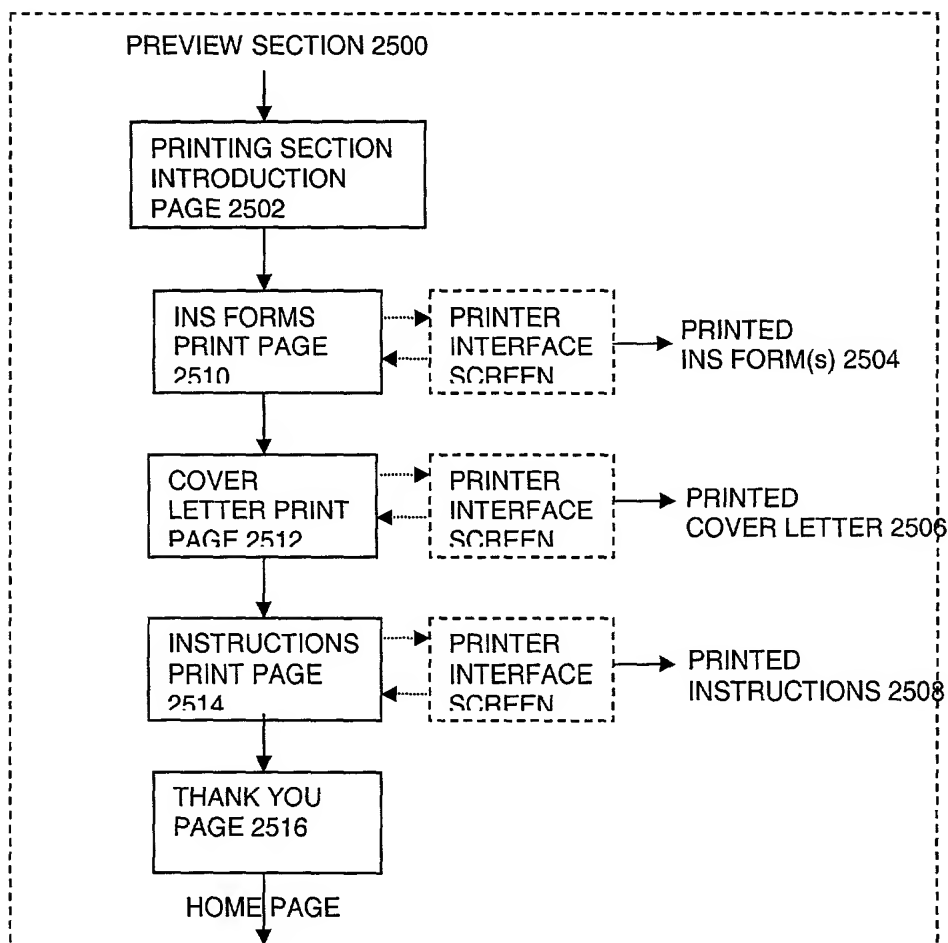 PREVIEW SECTION 2500
PRINTING SECTION
INTRODUCTION
PAGE 2502
INS FORMS
PRINT PAGE
2510
PRINTER
INTERFACE
SCREEN
PRINTED
INS FORM(s) 2504
COVER
LETTER PRINT
PAGE 2512
PRINTER
INTERFACE
SCREEN
PRINTED
COVER LETTER 2506
INSTRUCTIONS
PRINT PAGE
2514
PRINTER
INTERFACE
SCREEN
PRINTED
INSTRUCTIONS 2508
THANK YOU
PAGE 2516
HOME PAGE